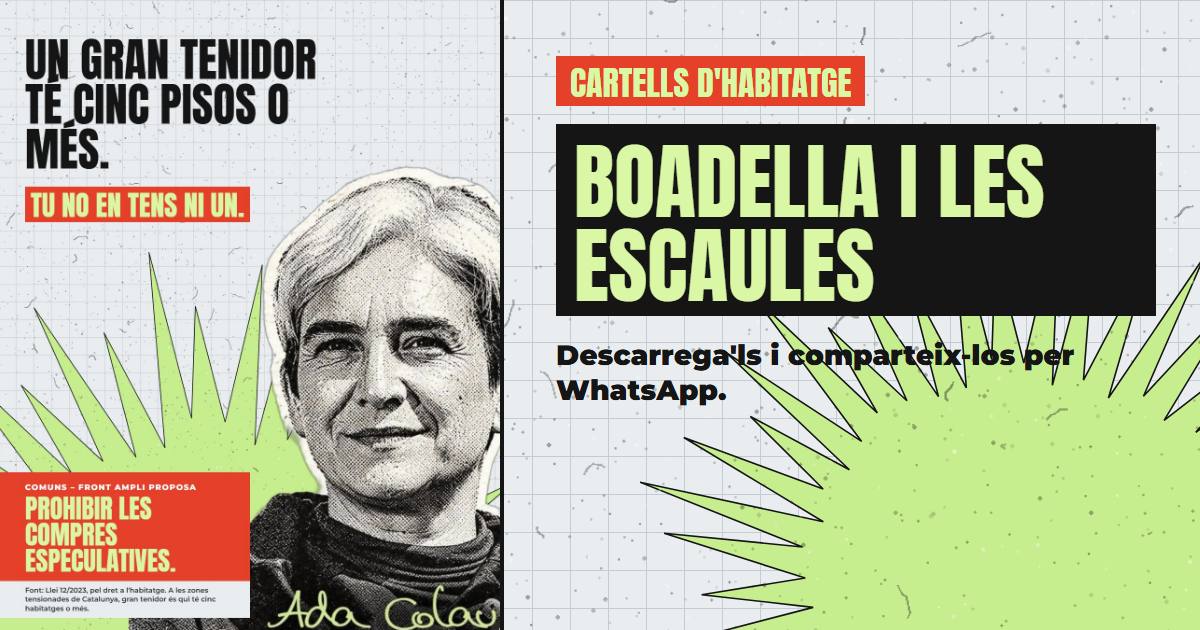 UN GRAN TENIDOR
TÉ CINC PISOS O
MÉS.
TU NO EN TENS NI UN.
COMUNS – FRONT AMPLI PROPOSA
PROHIBIR LES
COMPRES
ESPECULATIVES.
Font: Llei 12/2023, pel dret a l'habitatge. A les zones
tensionades de Catalunya, gran tenidor és qui té cinc
habitatges o més.
Ada Colau
CARTELLS D'HABITATGE
BOADELLA I LES
ESCAULES
Descarrega'ls i comparteix-los per
WhatsApp.